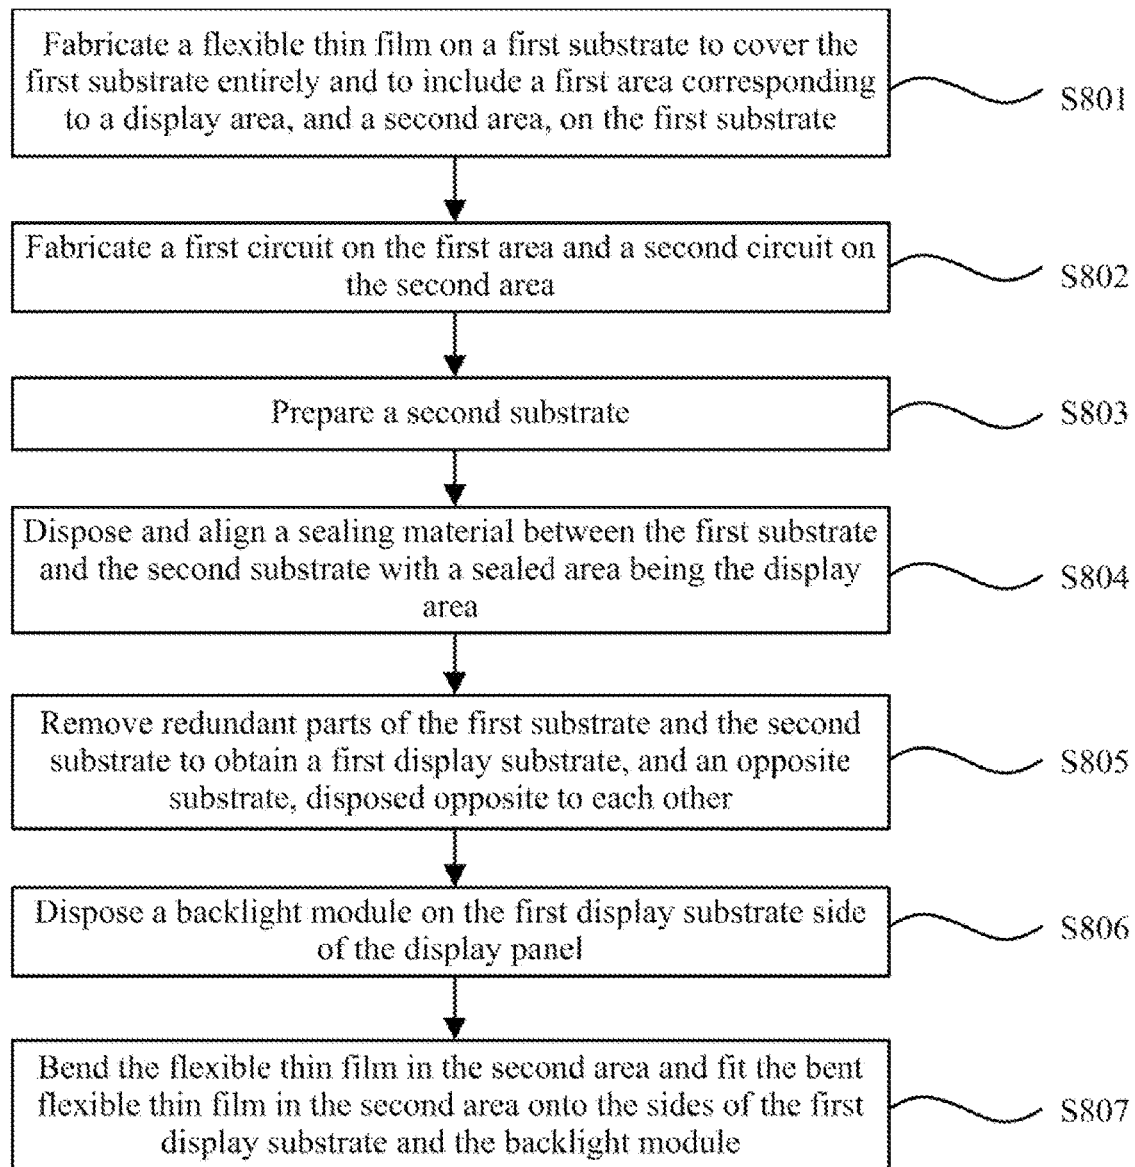 Fabricate a flexible thin film on a first substrate to cover the
first substrate entirely and to include a first area corresponding
to a display area, and a second area, on the first substrate
S801
Fabricate a first circuit on the first area and a second circuit on
the second area
S802
Prepare a second substrate
S803
Dispose and align a sealing material between the first substrate
and the second substrate with a sealed area being the display
area
S804
Remove redundant parts of the first substrate and the second
substrate to obtain a first display substrate, and an opposite
substrate, disposed opposite to each other
S805
Dispose a backlight module on the first display substrate side
of the display panel
S806
Bend the flexible thin film in the second area and fit the bent
flexible thin film in the second area onto the sides of the first
display substrate and the backlight module
S807